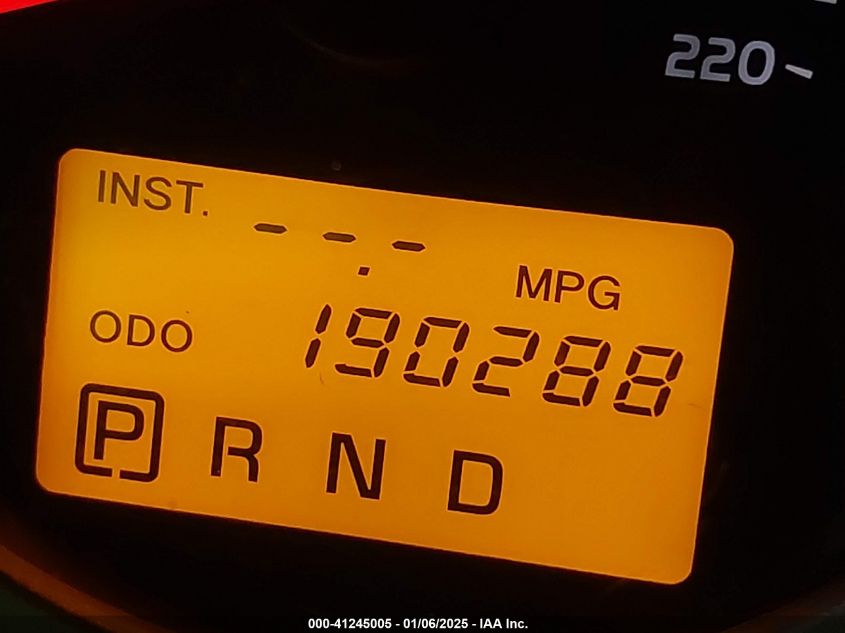 220
INST. --.- MPG
ODO 190288
P R N D
000-41245005 - 01/06/2025 - IAA Inc.